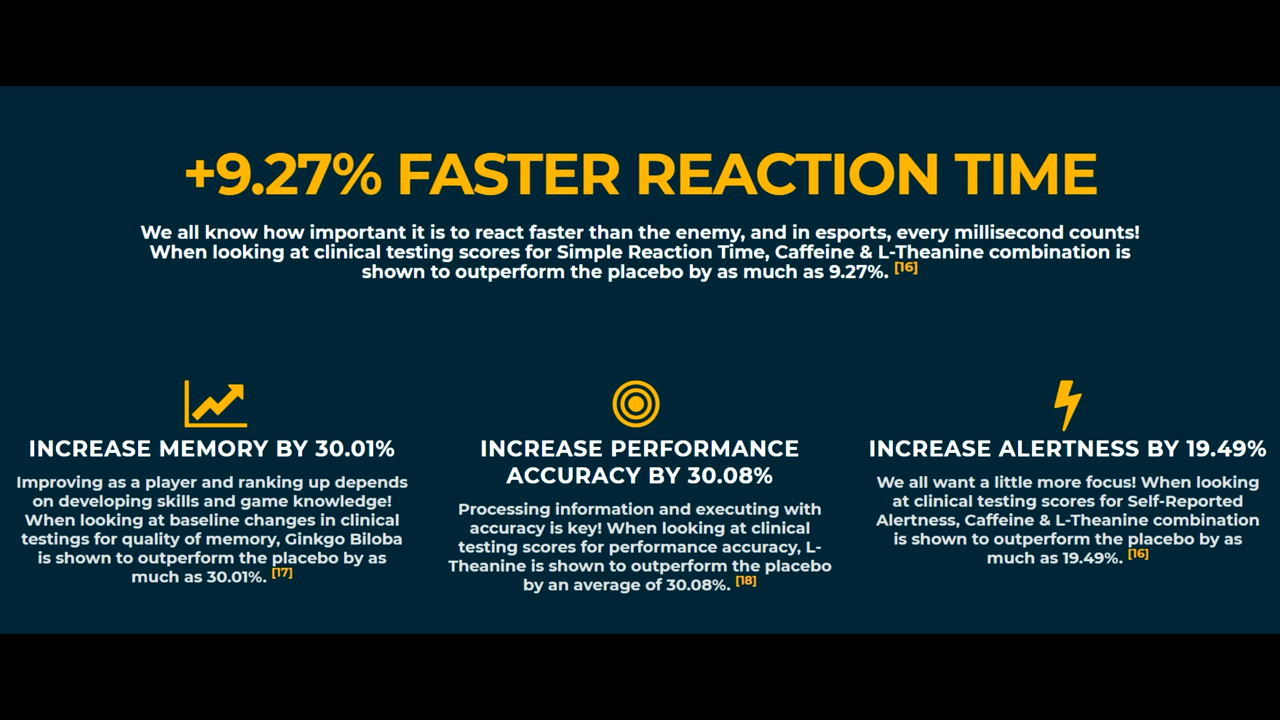 +9.27% FASTER REACTION TIME
We all know how important it is to react faster than the enemy, and in esports, every millisecond counts!
When looking at clinical testing scores for Simple Reaction Time, Caffeine & L-Theanine combination is
shown to outperform the placebo by as much as 9.27%. [16]
INCREASE MEMORY BY 30.01%
Improving as a player and ranking up depends
on developing skills and game knowledge!
When looking at baseline changes in clinical
testings for quality of memory, Ginkgo Biloba
is shown to outperform the placebo by as
much as 30.01%. [17]
INCREASE PERFORMANCE
ACCURACY BY 30.08%
Processing information and executing with
accuracy is key! When looking at clinical
testing scores for performance accuracy, L-
Theanine is shown to outperform the placebo
by an average of 30.08%. [18]
INCREASE ALERTNESS BY 19.49%
We all want a little more focus! When looking
at clinical testing scores for Self-Reported
Alertness, Caffeine & L-Theanine combination
is shown to outperform the placebo by as
much as 19.49%. [16]